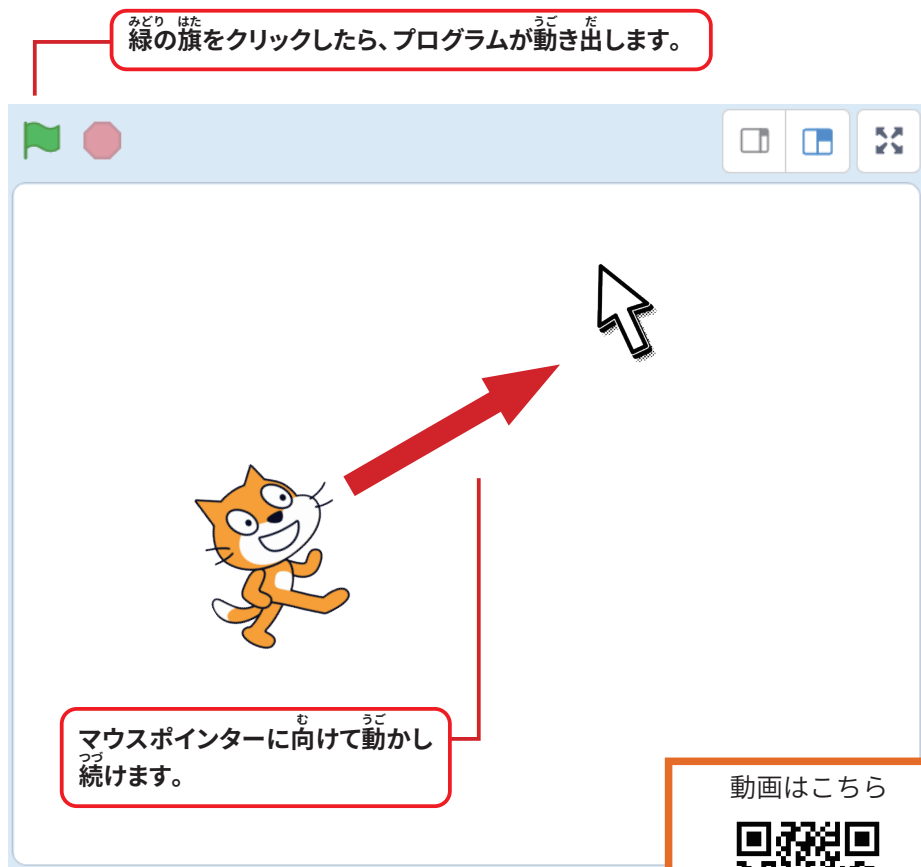 緑の旗をクリックしたら、プログラムが動き出します。
マウスポインターに向けて動かし
続けます。
動画はこちら